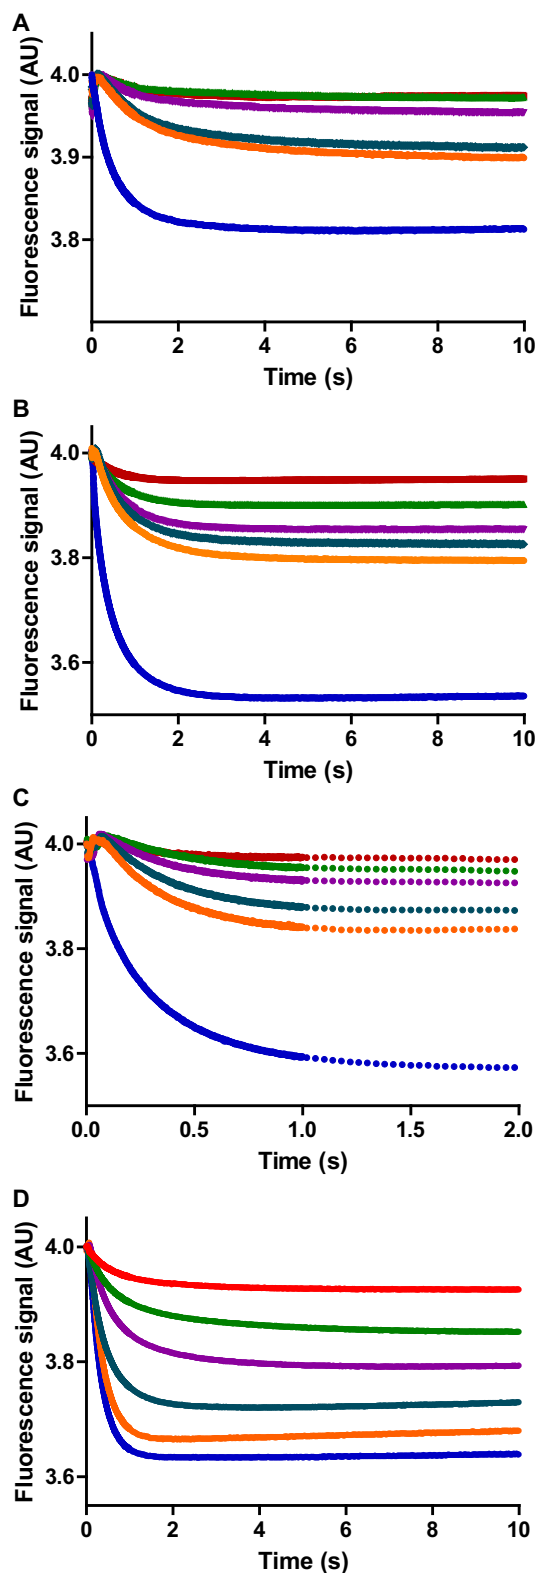 A
Fluorescence signal (AU)
4.0
3.9
3.8
0 2 4 6 8 10
Time (s)
B
Fluorescence signal (AU)
4.0
3.8
3.6
0 2 4 6 8 10
Time (s)
C
Fluorescence signal (AU)
4.0
3.8
3.6
0.0 0.5 1.0 1.5 2.0
Time (s)
D
Fluorescence signal (AU)
4.0
3.8
3.6
0 2 4 6 8 10
Time (s)